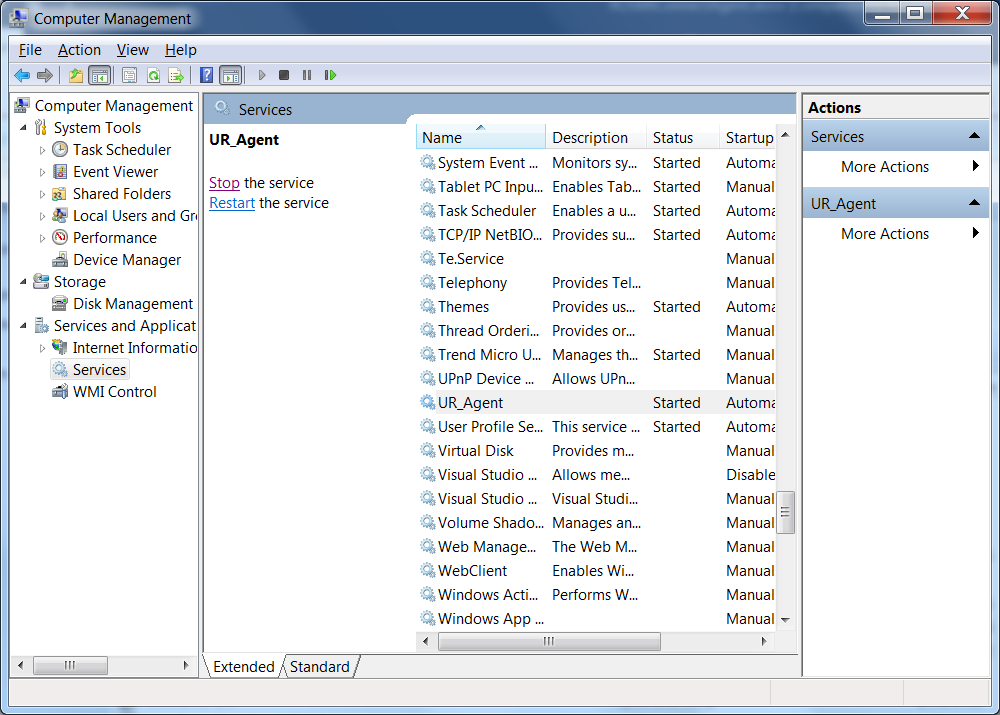 Computer Management
File Action View Help
Computer Management
System Tools
Task Scheduler
Event Viewer
Shared Folders
Local Users and Gr
Performance
Device Manager
Storage
Disk Management
Services and Applicat
Internet Informatio
Services
WMI Control
Services
UR_Agent
Stop the service
Restart the service
Name Description Status Startup
System Event ... Monitors sy... Started Automa
Tablet PC Inpu... Enables Tab... Started Manual
Task Scheduler Enables a u... Started Automa
TCP/IP NetBIO... Provides su... Started Automa
Te.Service Manual
Telephony Provides Tel... Manual
Themes Provides us... Started Automa
Thread Orderi... Provides or... Manual
Trend Micro U... Manages th... Started Manual
UPnP Device ... Allows UPn... Manual
UR_Agent Started Automa
User Profile Se... This service ... Started Automa
Virtual Disk Provides m... Manual
Visual Studio ... Allows me... Disable
Visual Studio ... Visual Studi... Manual
Volume Shado... Manages an... Manual
Web Manage... The Web M... Manual
WebClient Enables Wi... Manual
Windows Acti... Performs W... Manual
Windows App ... Manual
Extended Standard
Actions
Services
More Actions
UR_Agent
More Actions